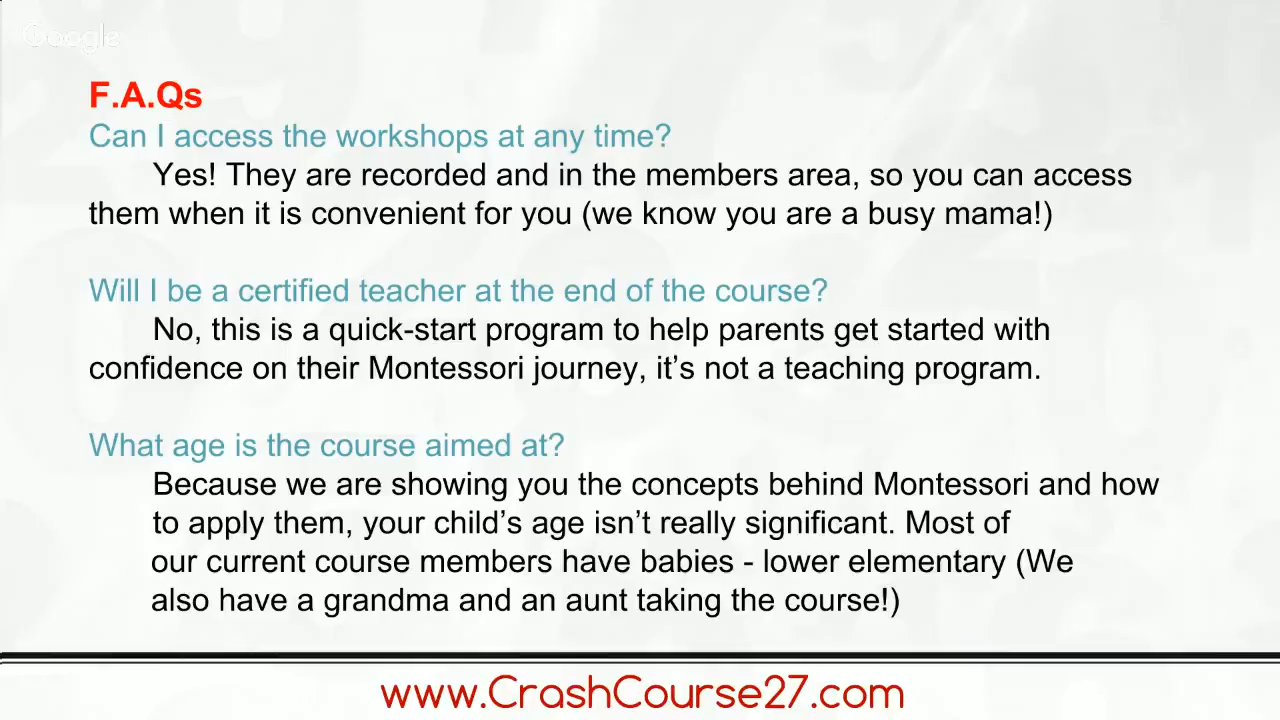 Google
F.A.Qs
Can I access the workshops at any time?
Yes! They are recorded and in the members area, so you can access
them when it is convenient for you (we know you are a busy mama!)
Will I be a certified teacher at the end of the course?
No, this is a quick-start program to help parents get started with
confidence on their Montessori journey, it’s not a teaching program.
What age is the course aimed at?
Because we are showing you the concepts behind Montessori and how
to apply them, your child’s age isn’t really significant. Most of
our current course members have babies - lower elementary (We
also have a grandma and an aunt taking the course!)
www.CrashCourse27.com